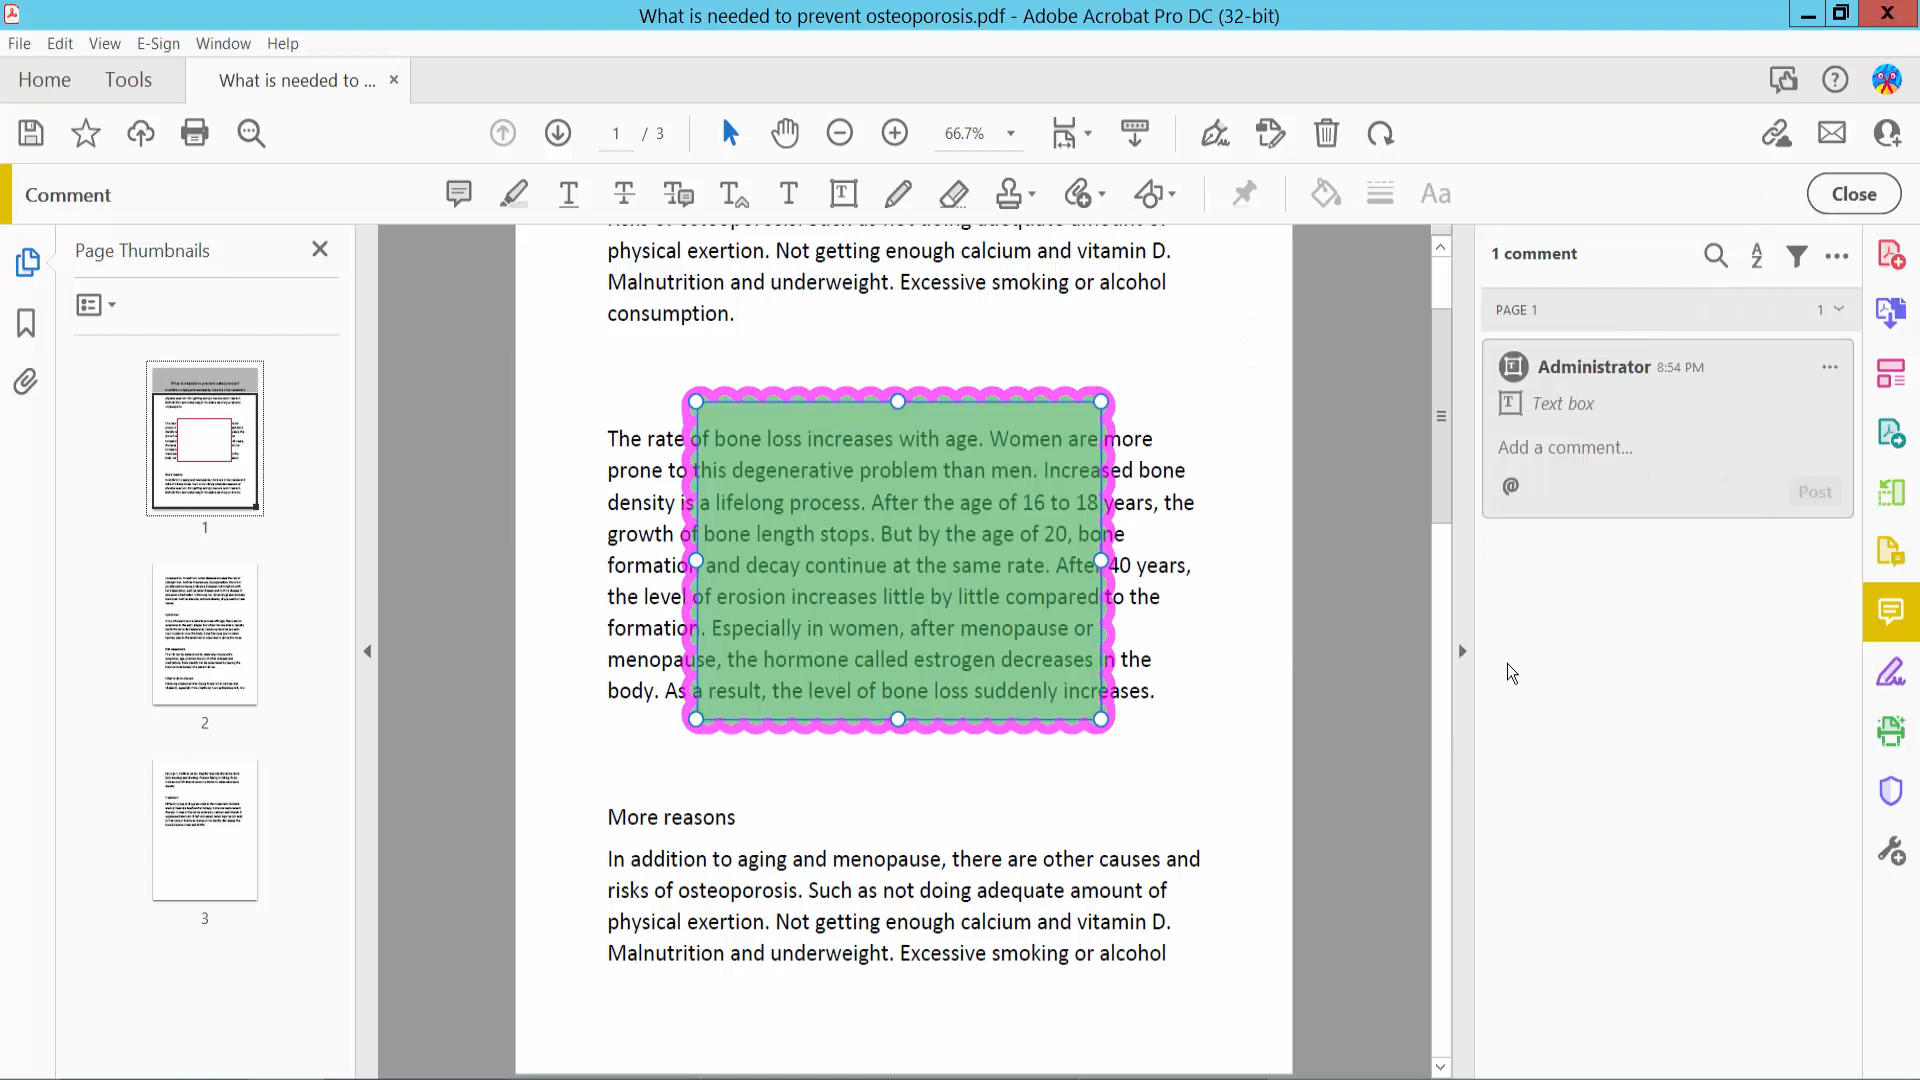 What is needed to prevent osteoporosis.pdf - Adobe Acrobat Pro DC (32-bit)
File Edit View E-Sign Window Help
Home Tools What is needed to ... ×
1 / 3 66.7%
Comment
Close
Page Thumbnails
1
2
3
physical exertion. Not getting enough calcium and vitamin D.
Malnutrition and underweight. Excessive smoking or alcohol
consumption.
The rate of bone loss increases with age. Women are more
prone to this degenerative problem than men. Increased bone
density is a lifelong process. After the age of 16 to 18 years, the
growth of bone length stops. But by the age of 20, bone
formation and decay continue at the same rate. After 40 years,
the level of erosion increases little by little compared to the
formation. Especially in women, after menopause or
menopause, the hormone called estrogen decreases in the
body. As a result, the level of bone loss suddenly increases.
More reasons
In addition to aging and menopause, there are other causes and
risks of osteoporosis. Such as not doing adequate amount of
physical exertion. Not getting enough calcium and vitamin D.
Malnutrition and underweight. Excessive smoking or alcohol
1 comment
PAGE 1 1
Administrator 8:54 PM
Text box
Add a comment...
@
Post